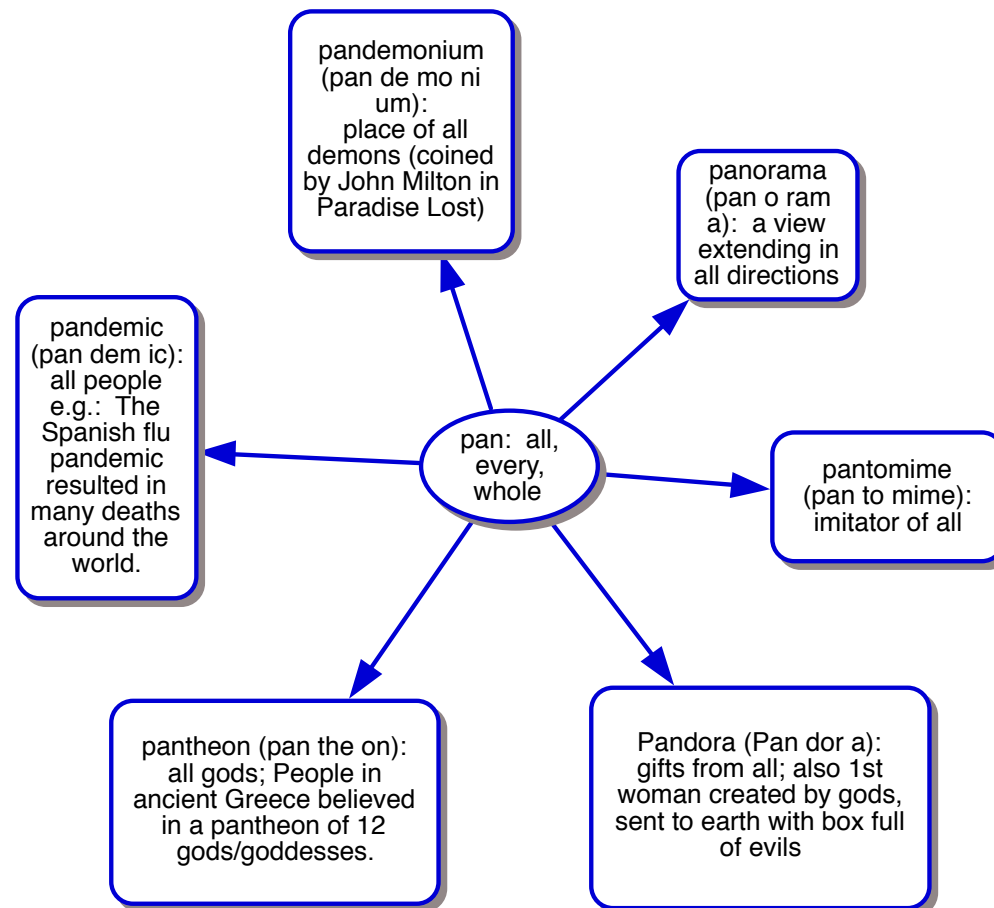 pandemonium
(pan de mo ni
um):
place of all
demons (coined
by John Milton in
Paradise Lost)
panorama
(pan o ram
a):  a view
extending in
all directions
pandemic
(pan dem ic):
all people
e.g.:  The
Spanish flu
pandemic
resulted in
many deaths
around the
world.
pan:  all,
every,
whole
pantomime
(pan to mime):
imitator of all
pantheon (pan the on):
all gods; People in
ancient Greece believed
in a pantheon of 12
gods/goddesses.
Pandora (Pan dor a):
gifts from all; also 1st
woman created by gods,
sent to earth with box full
of evils